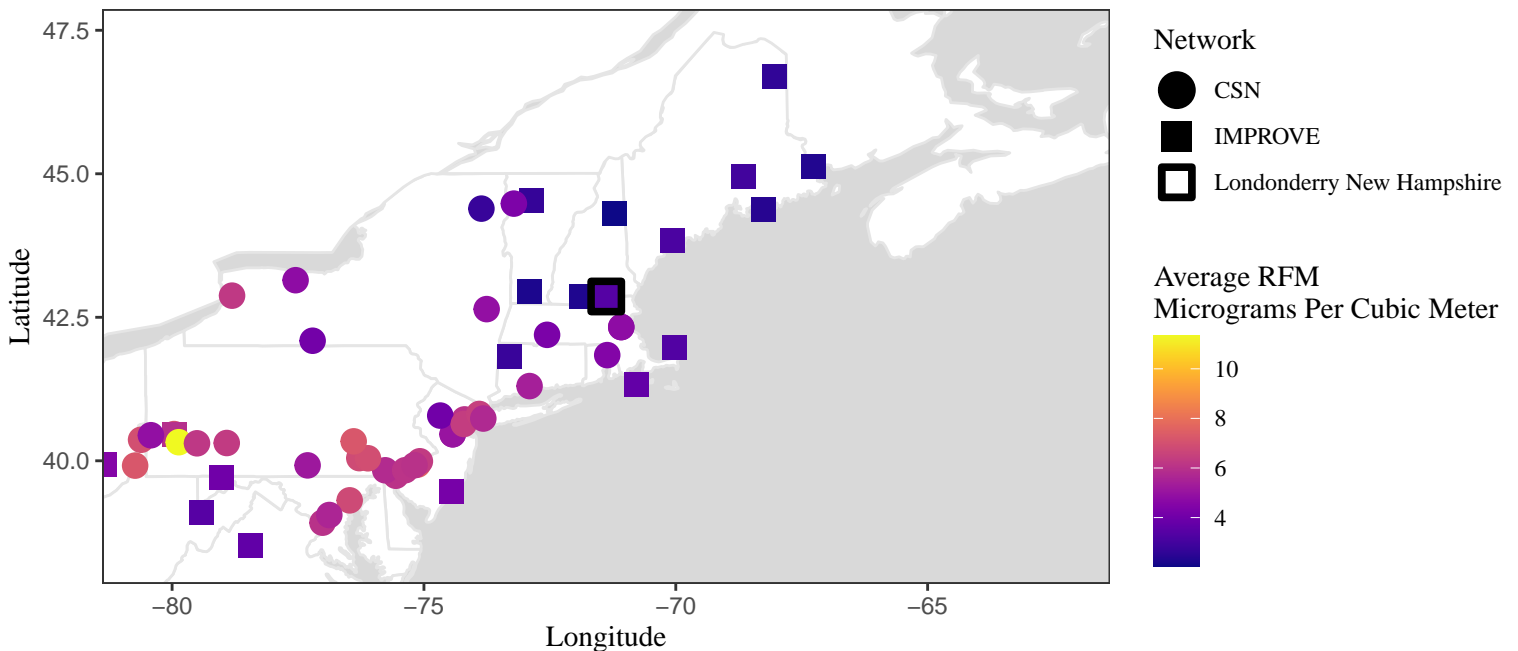 47.5
45.0
42.5
40.0
Latitude
−80
−75
−70
−65
Longitude
Network
CSN
IMPROVE
Londonderry New Hampshire
Average RFM
Micrograms Per Cubic Meter
10
8
6
4